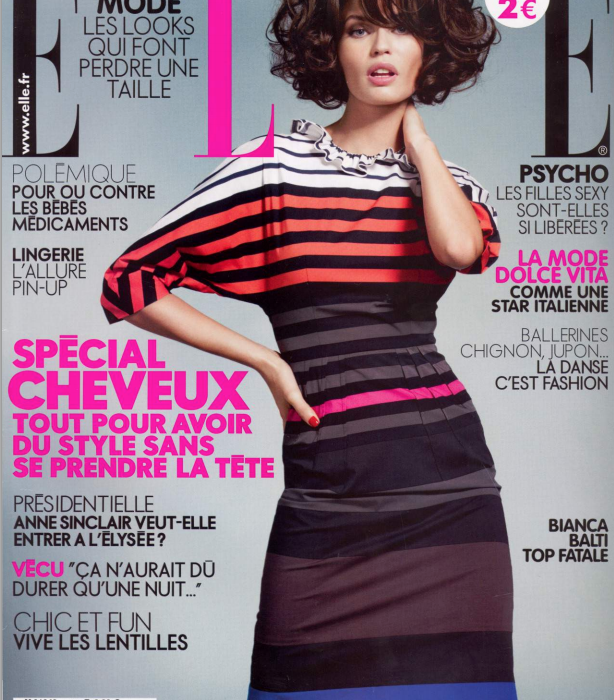 MODE
LES LOOKS
QUI FONT
PERDRE UNE
TAILLE
2€
ELLE
www.elle.fr
®
POLÉMIQUE
POUR OU CONTRE
LES BÉBÉS
MÉDICAMENTS
LINGERIE
L'ALLURE
PIN-UP
SPÉCIAL
CHEVEUX
TOUT POUR AVOIR
DU STYLE SANS
SE PRENDRE LA TÊTE
PRÉSIDENTIELLE
ANNE SINCLAIR VEUT-ELLE
ENTRER A L'ÉLYSÉE ?
VÉCU "ÇA N'AURAIT DÛ
DURER QU'UNE NUIT..."
CHIC ET FUN
VIVE LES LENTILLES
PSYCHO
LES FILLES SEXY
SONT-ELLES
SI LIBÉRÉES ?
LA MODE
DOLCE VITA
COMME UNE
STAR ITALIENNE
BALLERINES
CHIGNON, JUPON...
LA DANSE
C'EST FASHION
BIANCA
BALTI
TOP FATALE